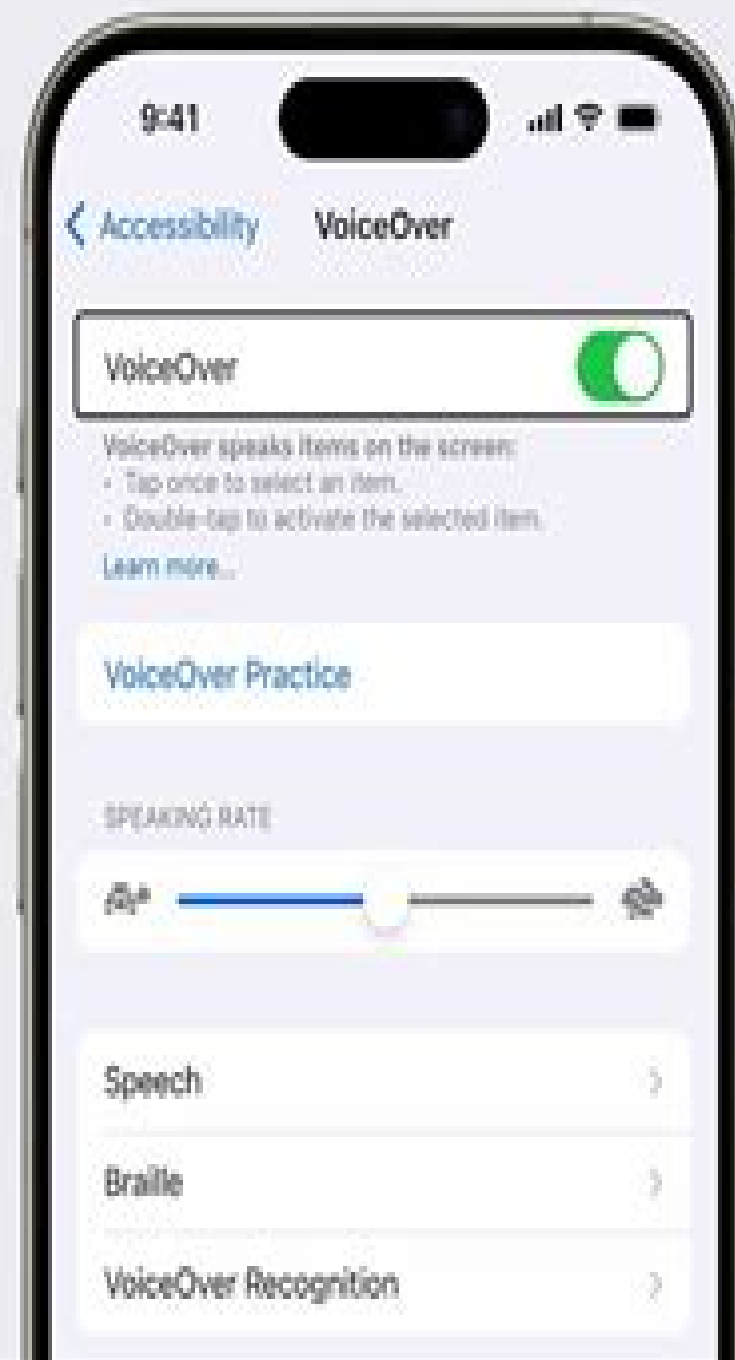 9:41
Accessibility VoiceOver
VoiceOver
VoiceOver speaks items on the screen:
• Tap once to select an item.
• Double-tap to activate the selected item.
Learn more...
VoiceOver Practice
SPEAKING RATE
Speech
Braille
VoiceOver Recognition